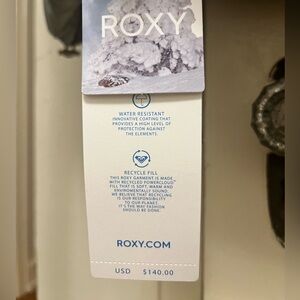 ROXY
WATER RESISTANT
INNOVATIVE COATING THAT
PROVIDES A HIGH LEVEL OF
PROTECTION AGAINST
THE ELEMENTS.
RECYCLE FILL
THIS ROXY GARMENT IS MADE
WITH RECYCLED POWERCLOUD
FILL THAT IS SOFT, WARM AND
ENVIROMENTALLY SOUND.
WE BELIEVE THAT RECYCLING
IS OUR RESPONSIBILITY
TO OUR PLANET.
IT'S THE WAY FASHION
SHOULD BE DONE.
ROXY.COM
USD $140.00